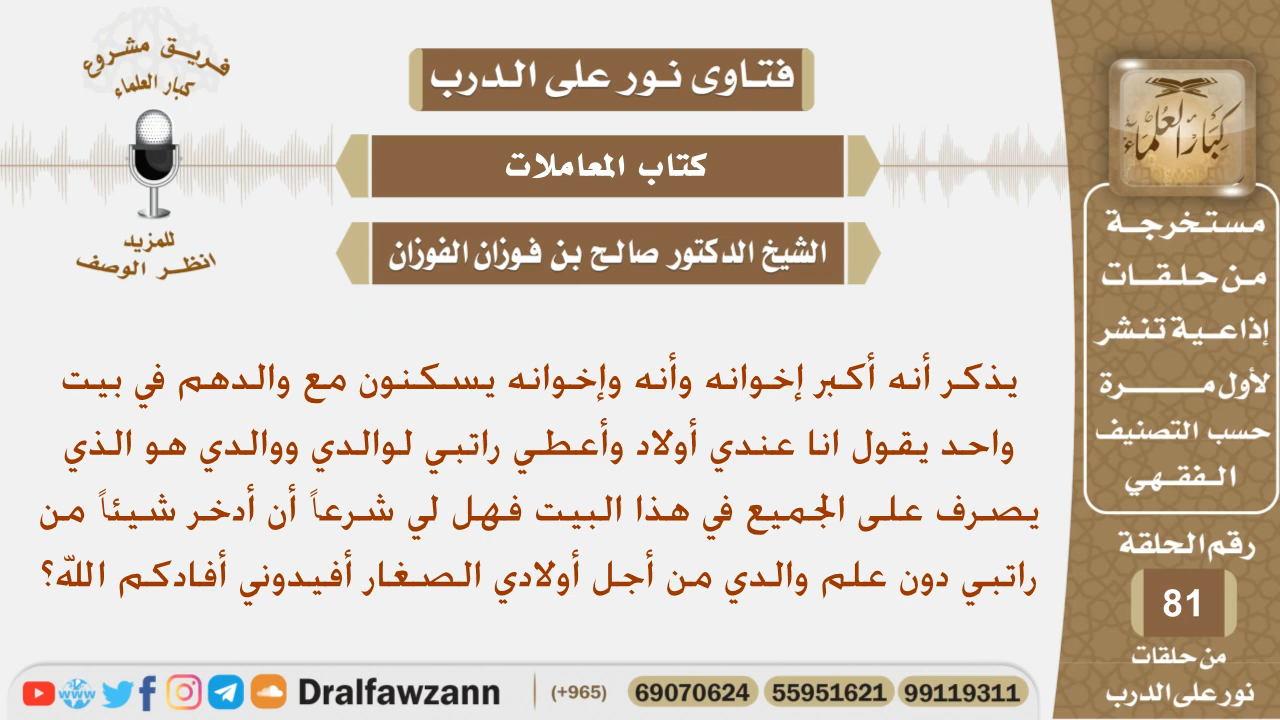 فريق مشروع
كبار العلماء
للمزيد
انظر الوصف
فتاوى نور على الدرب
كتاب المعاملات
الشيخ الدكتور صالح بن فوزان الفوزان
يذكر أنه أكبر إخوانه وأنه وإخوانه يسكنون مع والدهم في بيت
واحد يقول انا عندي أولاد وأعطي راتبي لوالدي ووالدي هو الذي
يصرف على الجميع في هذا البيت فهل لي شرعاً أن أدخر شيئاً من
راتبي دون علم والدي من أجل أولادي الصغار أفيدوني أفادكم الله؟
كبار العلماء
مستخرجة
من حلقات
إذاعية تنشر
لأول مرة
حسب التصنيف
الفقهي
رقم الحلقة
81
من حلقات
نور على الدرب
www
Dralfawzann
(+965)
69070624
55951621
99119311